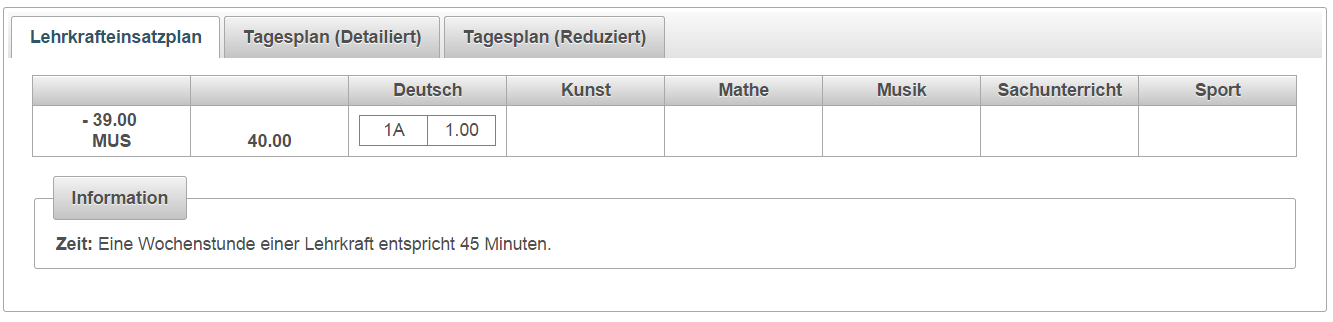 Lehrkrafteinsatzplan Tagesplan (Detailiert) Tagesplan (Reduziert)
Deutsch Kunst Mathe Musik Sachunterricht Sport
- 39.00
MUS 40.00 1A 1.00
Information
Zeit: Eine Wochenstunde einer Lehrkraft entspricht 45 Minuten.